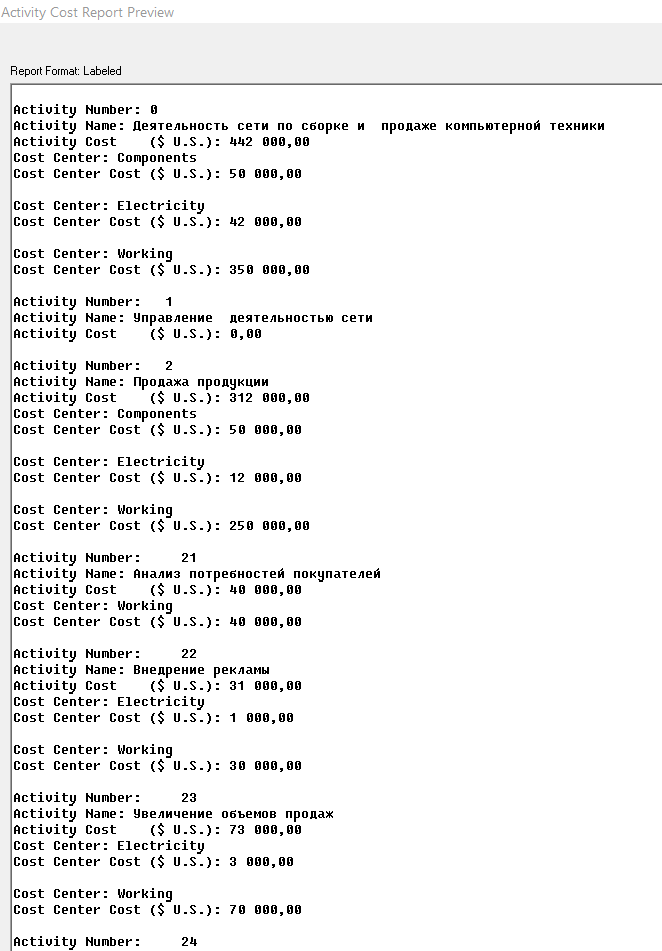 Activity Cost Report Preview
Report Format: Labeled
Activity Number: 0
Activity Name: Деятельность сети по сборке и  продаже компьютерной техники
Activity Cost    ($ U.S.): 442 000,00
Cost Center: Components
Cost Center Cost ($ U.S.): 50 000,00
Cost Center: Electricity
Cost Center Cost ($ U.S.): 42 000,00
Cost Center: Working
Cost Center Cost ($ U.S.): 350 000,00
Activity Number:   1
Activity Name: Управление  деятельностью сети
Activity Cost    ($ U.S.): 0,00
Activity Number:   2
Activity Name: Продажа продукции
Activity Cost    ($ U.S.): 312 000,00
Cost Center: Components
Cost Center Cost ($ U.S.): 50 000,00
Cost Center: Electricity
Cost Center Cost ($ U.S.): 12 000,00
Cost Center: Working
Cost Center Cost ($ U.S.): 250 000,00
Activity Number:     21
Activity Name: Анализ потребностей покупателей
Activity Cost    ($ U.S.): 40 000,00
Cost Center: Working
Cost Center Cost ($ U.S.): 40 000,00
Activity Number:     22
Activity Name: Внедрение рекламы
Activity Cost    ($ U.S.): 31 000,00
Cost Center: Electricity
Cost Center Cost ($ U.S.): 1 000,00
Cost Center: Working
Cost Center Cost ($ U.S.): 30 000,00
Activity Number:     23
Activity Name: Увеличение объемов продаж
Activity Cost    ($ U.S.): 73 000,00
Cost Center: Electricity
Cost Center Cost ($ U.S.): 3 000,00
Cost Center: Working
Cost Center Cost ($ U.S.): 70 000,00
Activity Number:     24